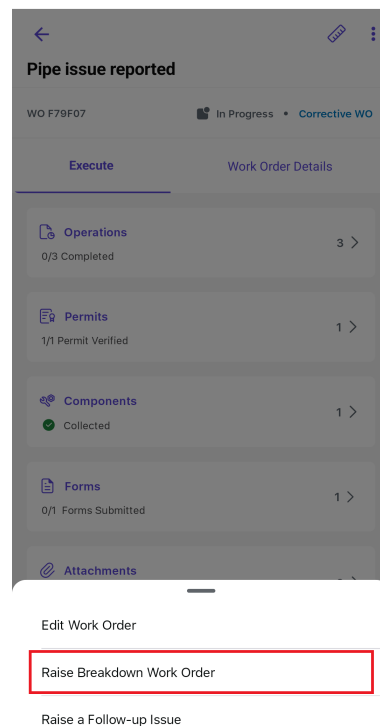 Pipe issue reported
WO F79F07 In Progress • Corrective WO
Execute Work Order Details
Operations
3
0/3 Completed
Permits
1
1/1 Permit Verified
Components
1
Collected
Forms
1
0/1 Forms Submitted
Attachments
Edit Work Order
Raise Breakdown Work Order
Raise a Follow-up Issue